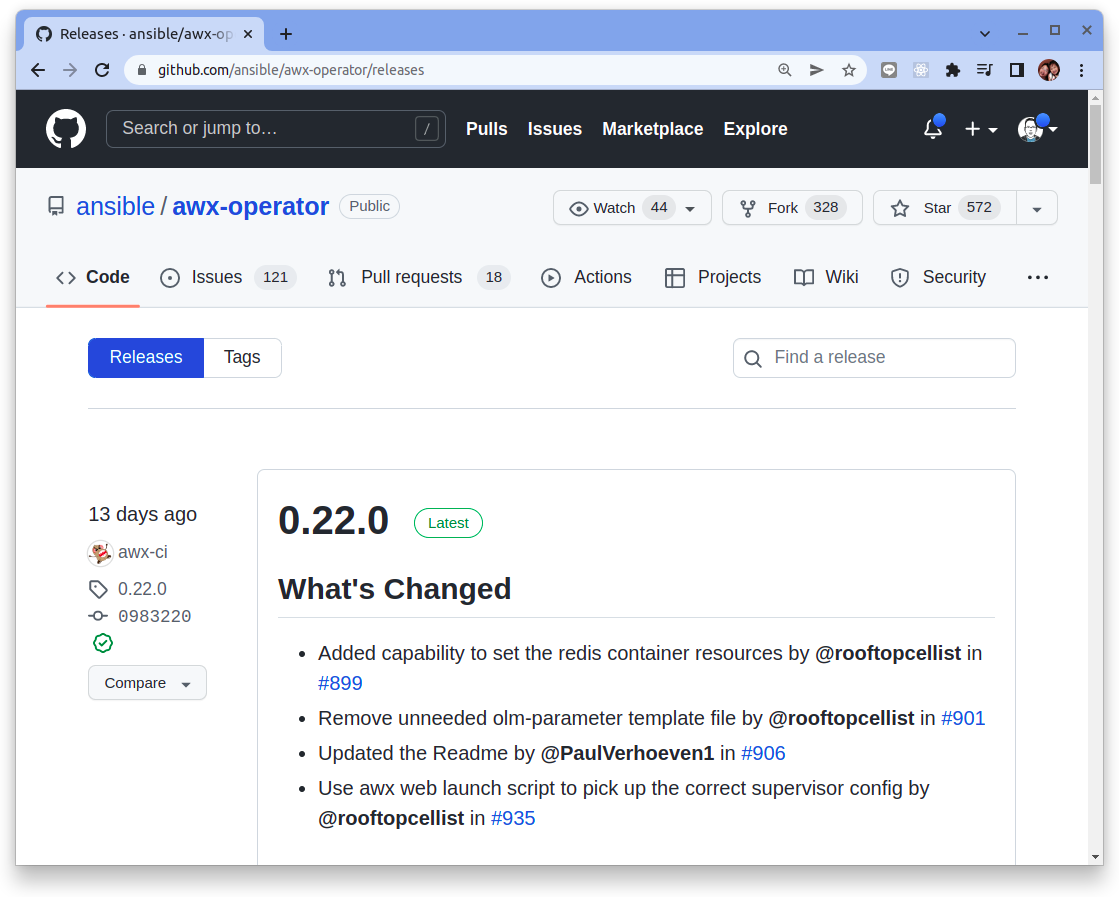 Releases · ansible/awx-op
github.com/ansible/awx-operator/releases
Search or jump to…
/
Pulls Issues Marketplace Explore
ansible / awx-operator Public
Watch 44 Fork 328 Star 572
Code Issues 121 Pull requests 18 Actions Projects Wiki Security
Releases Tags Find a release
13 days ago
awx-ci
0.22.0
0983220
Compare
0.22.0 Latest
What's Changed
• Added capability to set the redis container resources by @rooftopcellist in
#899
• Remove unneeded olm-parameter template file by @rooftopcellist in #901
• Updated the Readme by @PaulVerhoeven1 in #906
• Use awx web launch script to pick up the correct supervisor config by
@rooftopcellist in #935